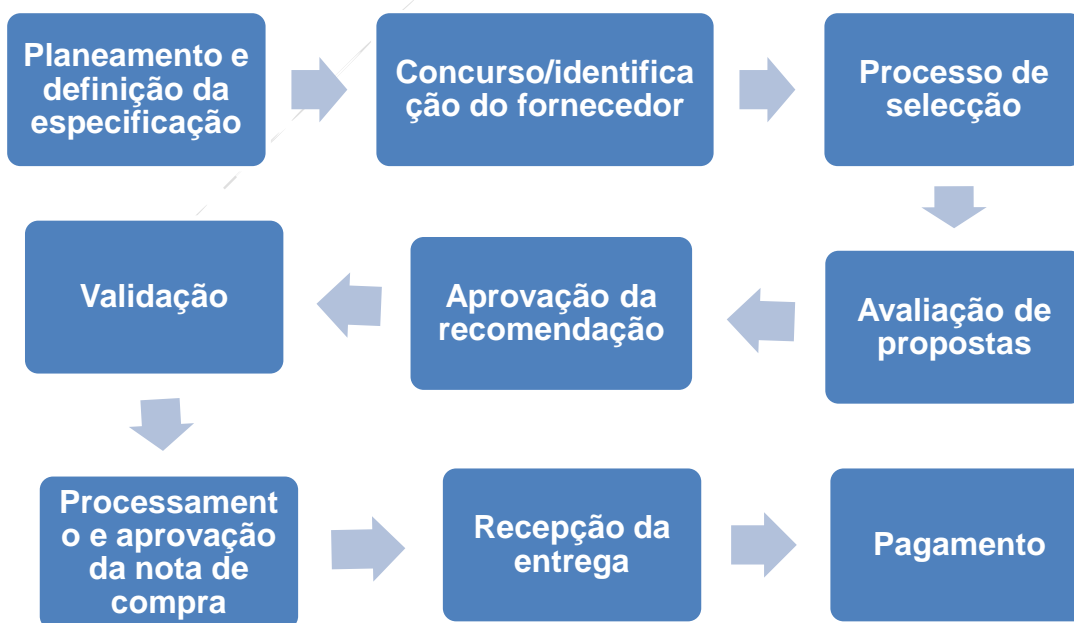 Planeamento e
definição da
especificação
Concurso/identifica
ção do fornecedor
Processo de
selecção
Avaliação de
propostas
Aprovação da
recomendação
Validação
Processament
o e aprovação
da nota de
compra
Recepção da
entrega
Pagamento